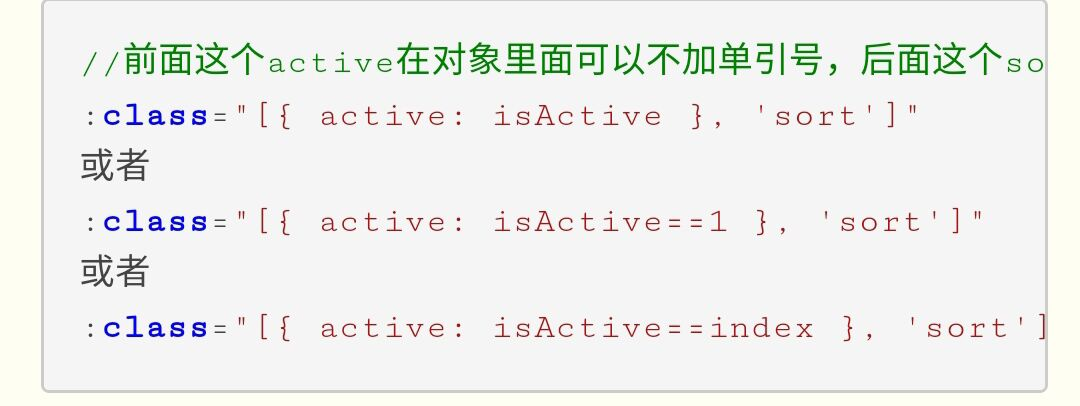 //前面这个active在对象里面可以不加单引号，后面这个so
:class="[{ active: isActive }, 'sort']"
或者
:class="[{ active: isActive==1 }, 'sort']"
或者
:class="[{ active: isActive==index }, 'sort']